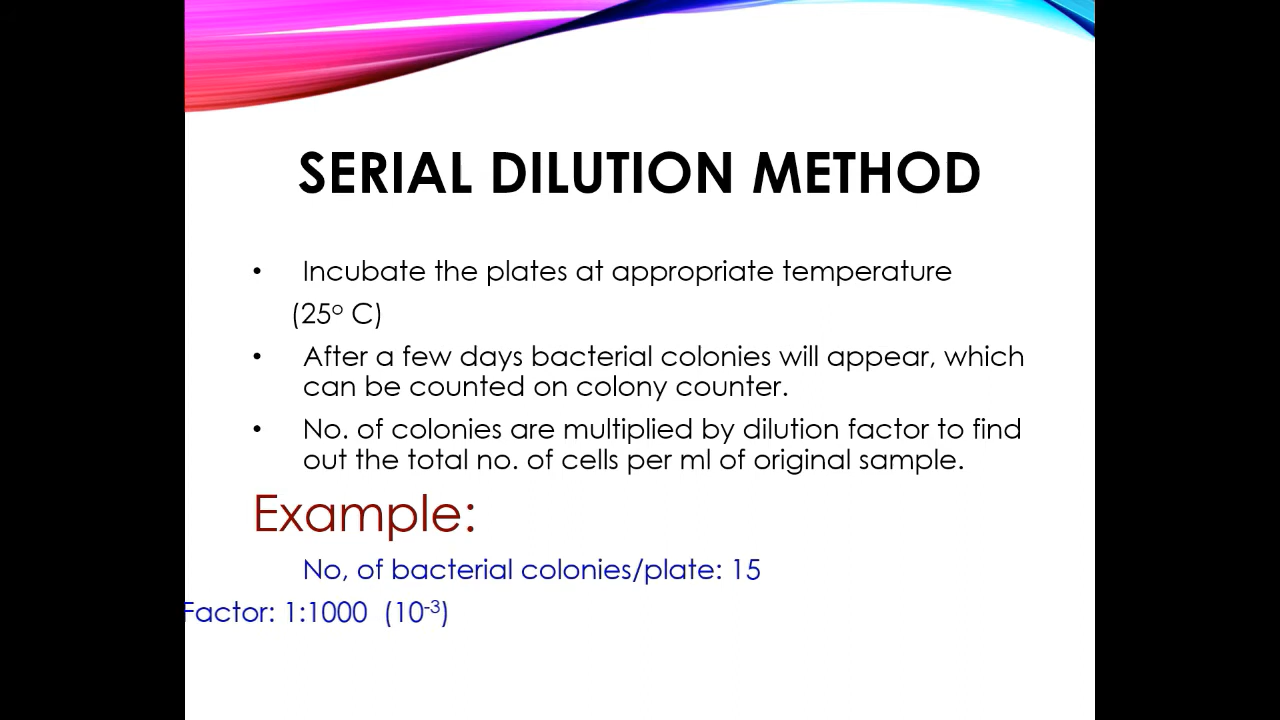 SERIAL DILUTION METHOD
• Incubate the plates at appropriate temperature
(25° C)
• After a few days bacterial colonies will appear, which
can be counted on colony counter.
• No. of colonies are multiplied by dilution factor to find
out the total no. of cells per ml of original sample.
Example:
No, of bacterial colonies/plate: 15
Factor: 1:1000 (10⁻³)